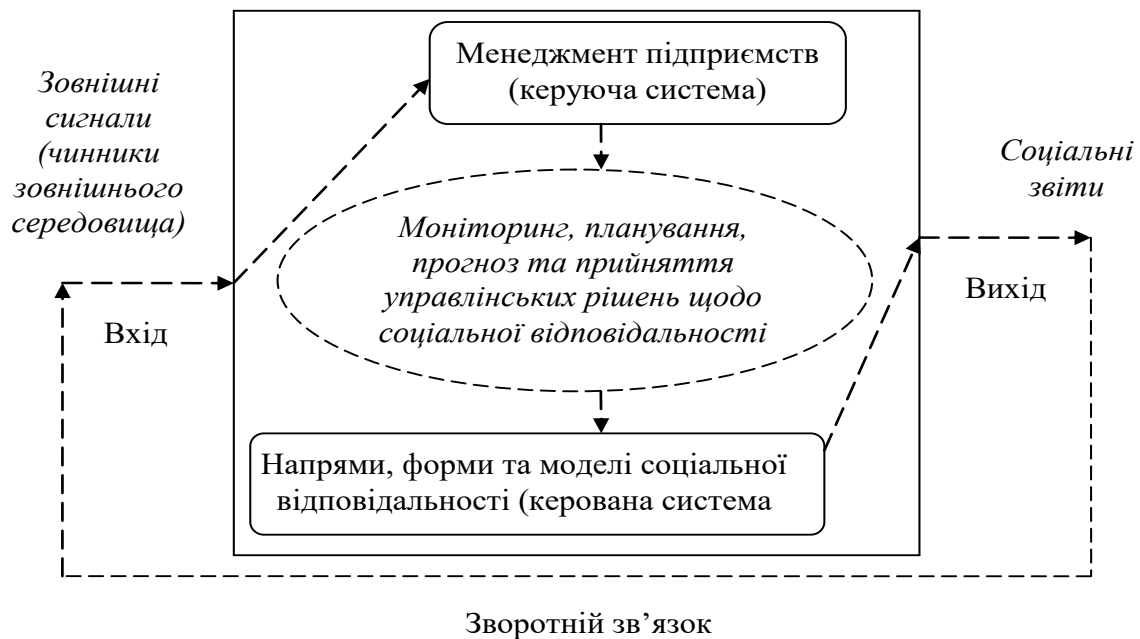 Менеджмент підприємств
(керуюча система)
Зовнішні
сигнали
(чинники
зовнішнього
середовища)
Соціальні
звіти
Моніторинг, планування,
прогноз та прийняття
управлінських рішень щодо
соціальної відповідальності
Вхід
Вихід
Напрями, форми та моделі соціальної
відповідальності (керована система
Зворотній зв’язок